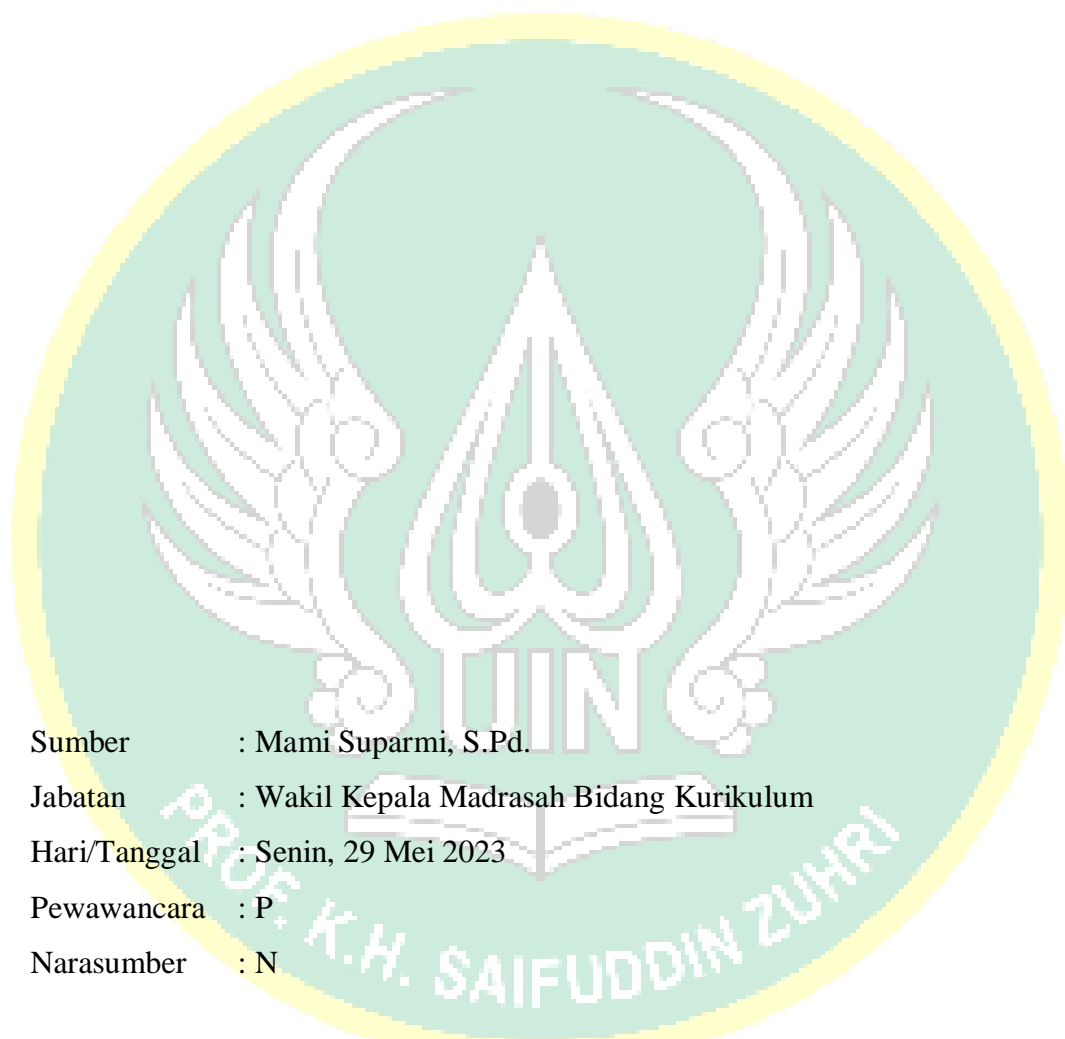 UIN
Sumber : Mami Suparmi, S.Pd.
Jabatan : Wakil Kepala Madrasah Bidang Kurikulum
Hari/Tanggal : Senin, 29 Mei 2023
Pewawancara : P
Narasumber : N
PROF. K.H. SAIFUDDIN ZUHRI